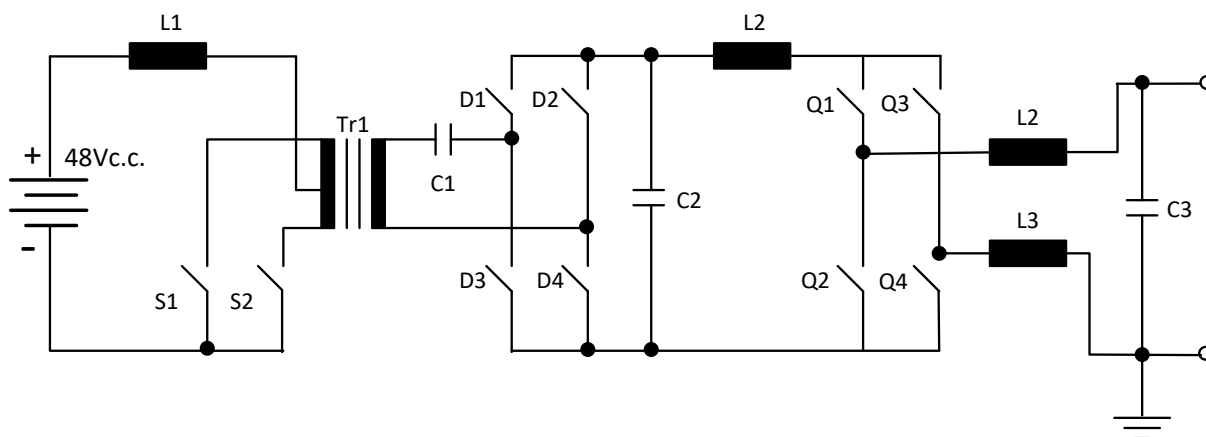 L1
L2
D1
D2
Q1
Q3
Tr1
L2
+ 48Vc.c.
C1
C2
C3
L3
-
S1
S2
D3
D4
Q2
Q4